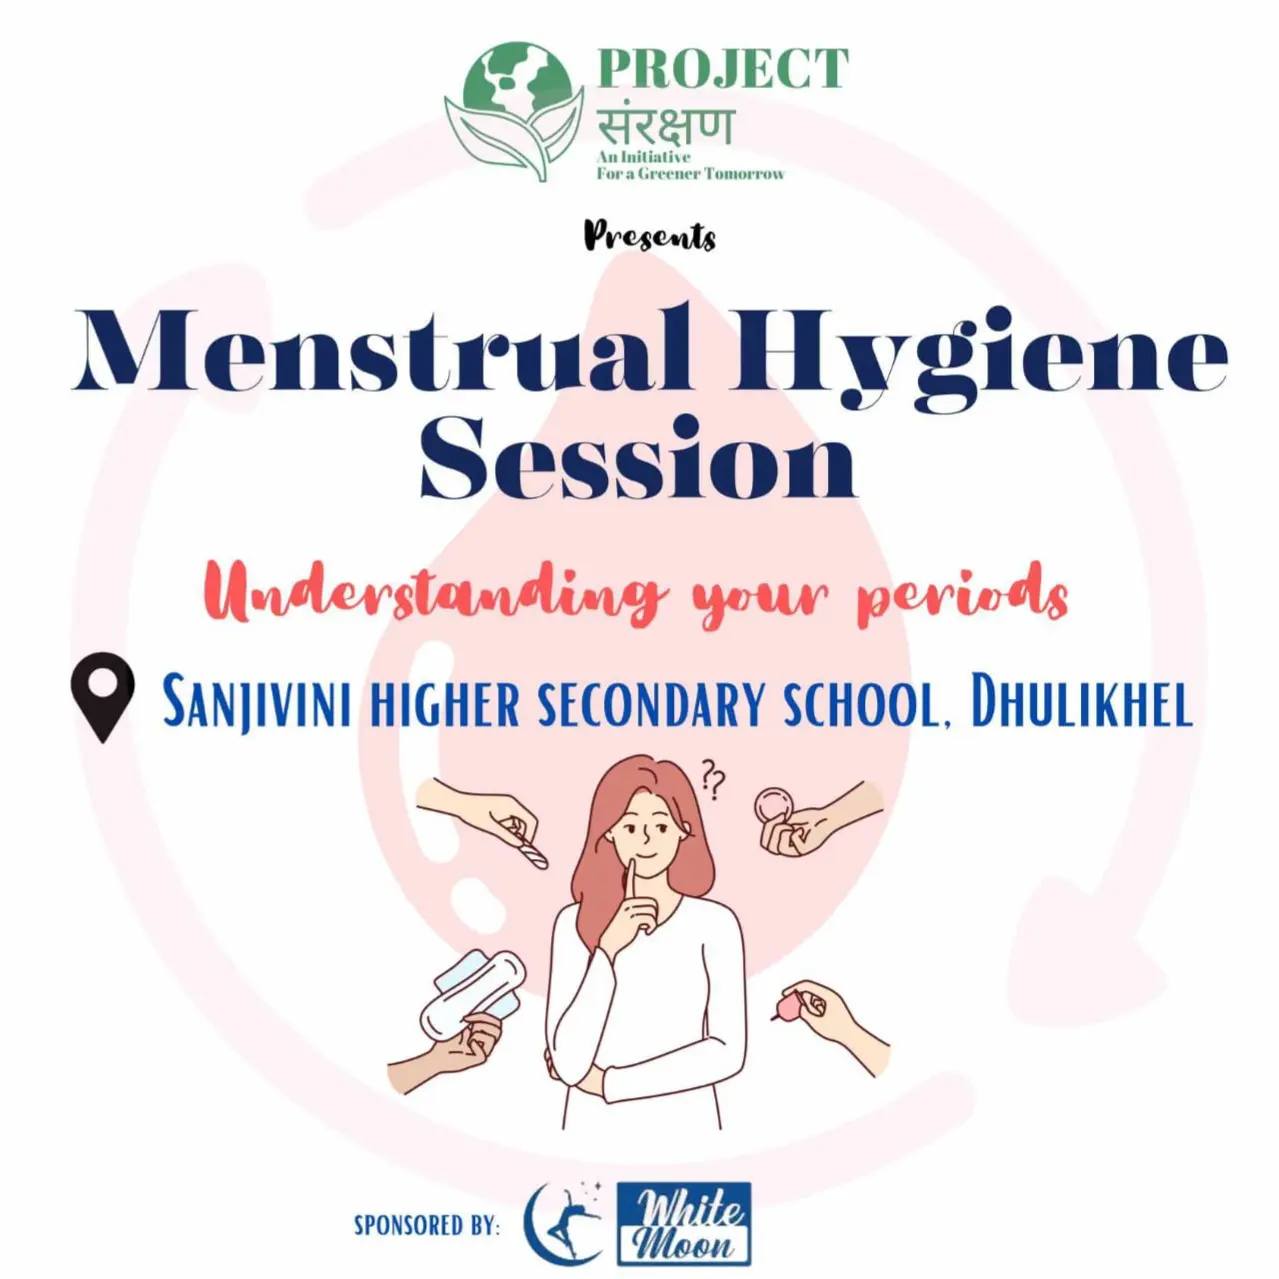 PROJECT
संरक्षण
An Initiative
For a Greener Tomorrow
Presents
Menstrual Hygiene
Session
Understanding your periods
SANJIVINI HIGHER SECONDARY SCHOOL, DHULIKHEL
??
SPONSORED BY:
White
Moon